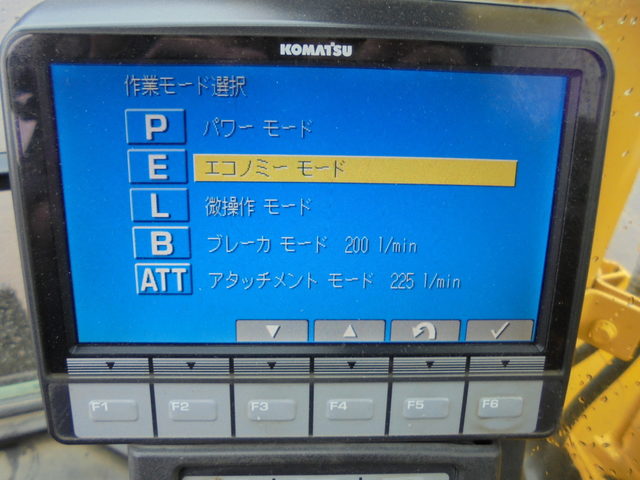 KOMATSU
作業モード選択
P パワー モード
E エコノミー モード
L 微操作 モード
B ブレーカ モード 200 l/min
ATT アタッチメント モード 225 l/min
F1 F2 F3 F4 F5 F6